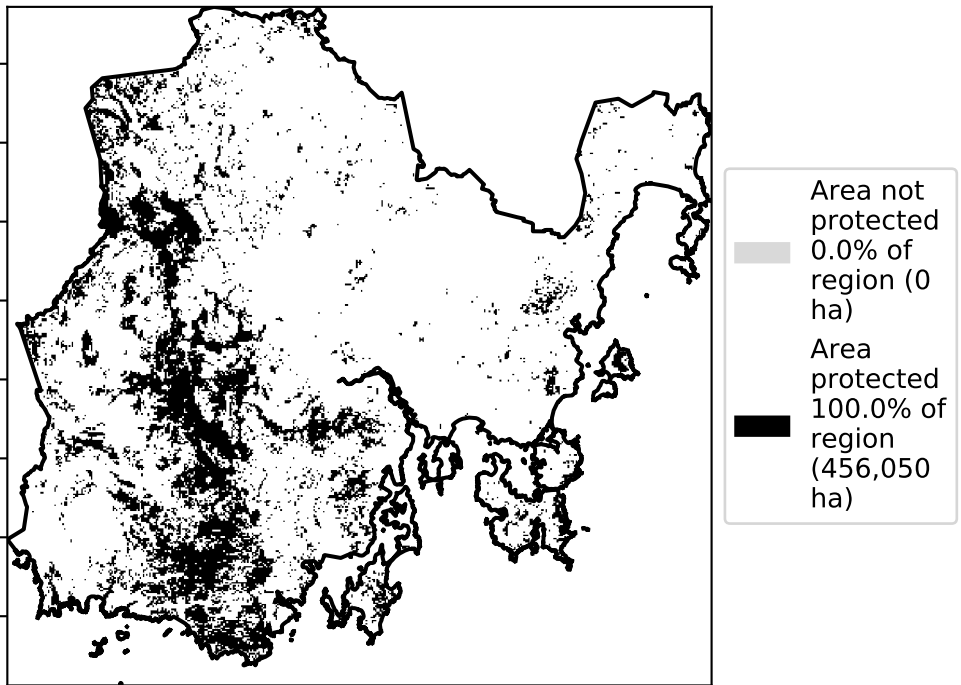 Area not
protected
0.0% of
region (0
ha)
Area
protected
100.0% of
region
(456,050
ha)